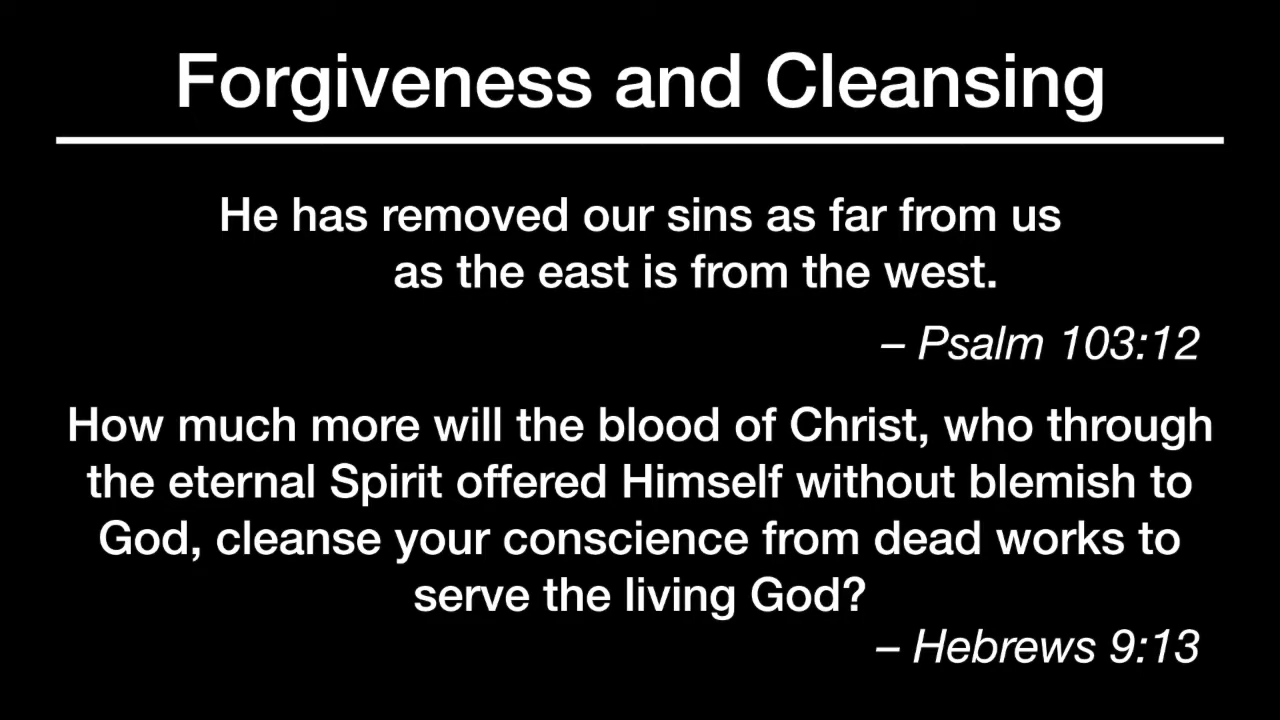 Forgiveness and Cleansing
He has removed our sins as far from us
as the east is from the west.
– Psalm 103:12
How much more will the blood of Christ, who through
the eternal Spirit offered Himself without blemish to
God, cleanse your conscience from dead works to
serve the living God?
– Hebrews 9:13